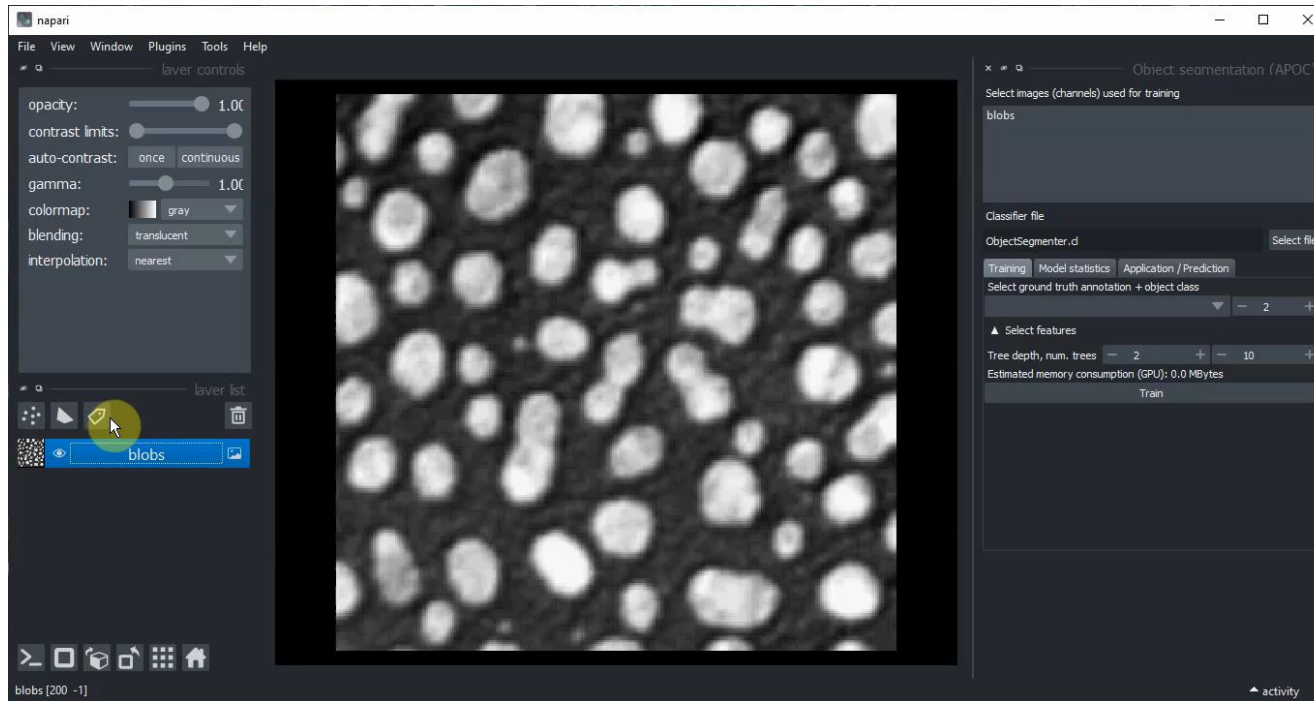 napari
File View Window Plugins Tools Help
layer controls
opacity: 1.00
contrast limits:
auto-contrast: once continuous
gamma: 1.00
colormap: gray
blending: translucent
interpolation: nearest
layer list
blobs
blobs [200 -1]
Object segmentation (APOC)
Select images (channels) used for training
blobs
Classifier file
ObjectSegmenter.cl Select file
Training Model statistics Application / Prediction
Select ground truth annotation + object class
− 2 +
▲ Select features
Tree depth, num. trees − 2 + − 10 +
Estimated memory consumption (GPU): 0.0 MBytes
Train
activity